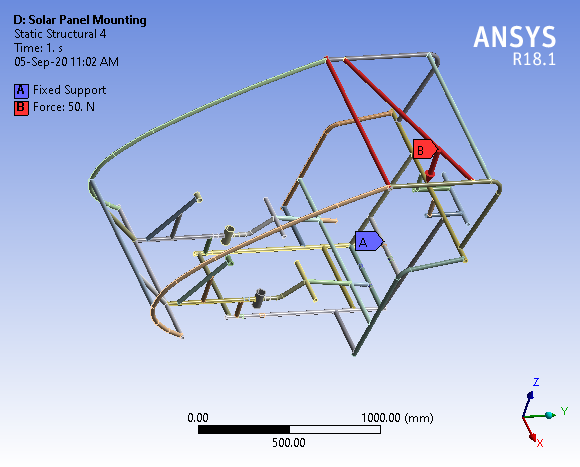 D: Solar Panel Mounting
Static Structural 4
Time: 1. s
05-Sep-20 11:02 AM
A Fixed Support
B Force: 50. N
ANSYS
R18.1
B
A
0.00 1000.00 (mm)
500.00
Z
Y
X